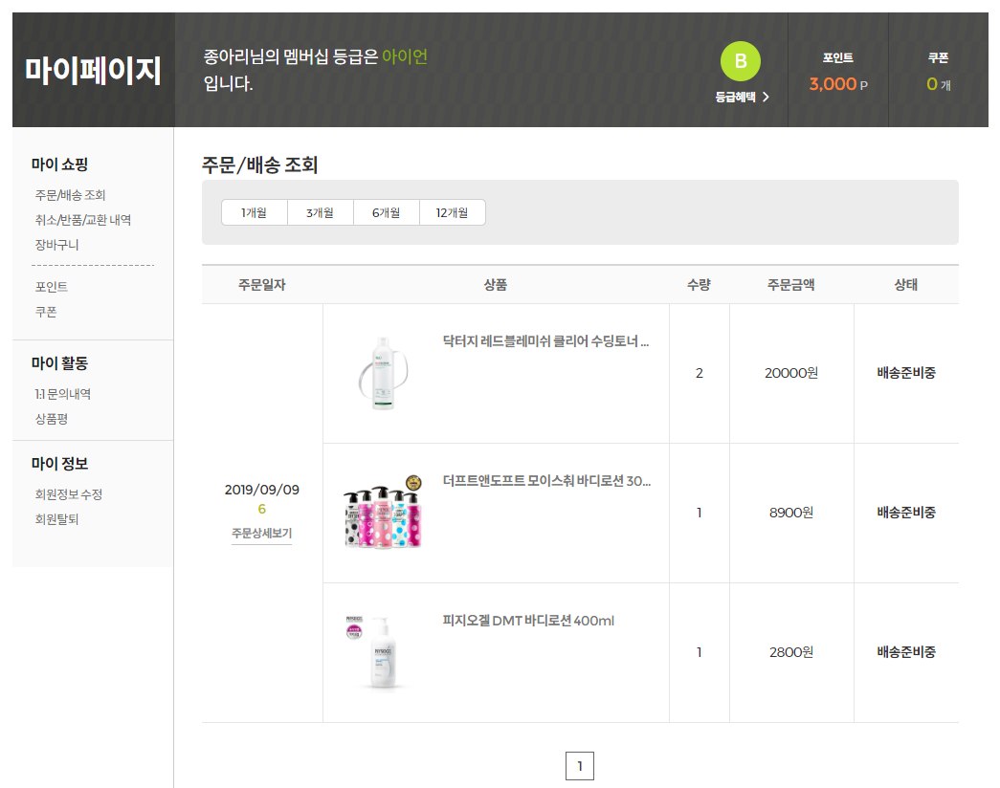 마이페이지
종아리님의 멤버십 등급은 아이언
입니다.
B
등급혜택 >
포인트
3,000 P
쿠폰
0 개
마이 쇼핑
주문/배송 조회
취소/반품/교환 내역
장바구니
포인트
쿠폰
마이 활동
1:1 문의내역
상품평
마이 정보
회원정보 수정
회원탈퇴
주문/배송 조회
1개월 3개월 6개월 12개월
주문일자 상품 수량 주문금액 상태
2019/09/09
6
주문상세보기
닥터지 레드블레미쉬 클리어 수딩토너 ... 2 20000원 배송준비중
더프트앤도프트 모이스춰 바디로션 30... 1 8900원 배송준비중
피지오겔 DMT 바디로션 400ml 1 2800원 배송준비중
PHYSIOGEL
1